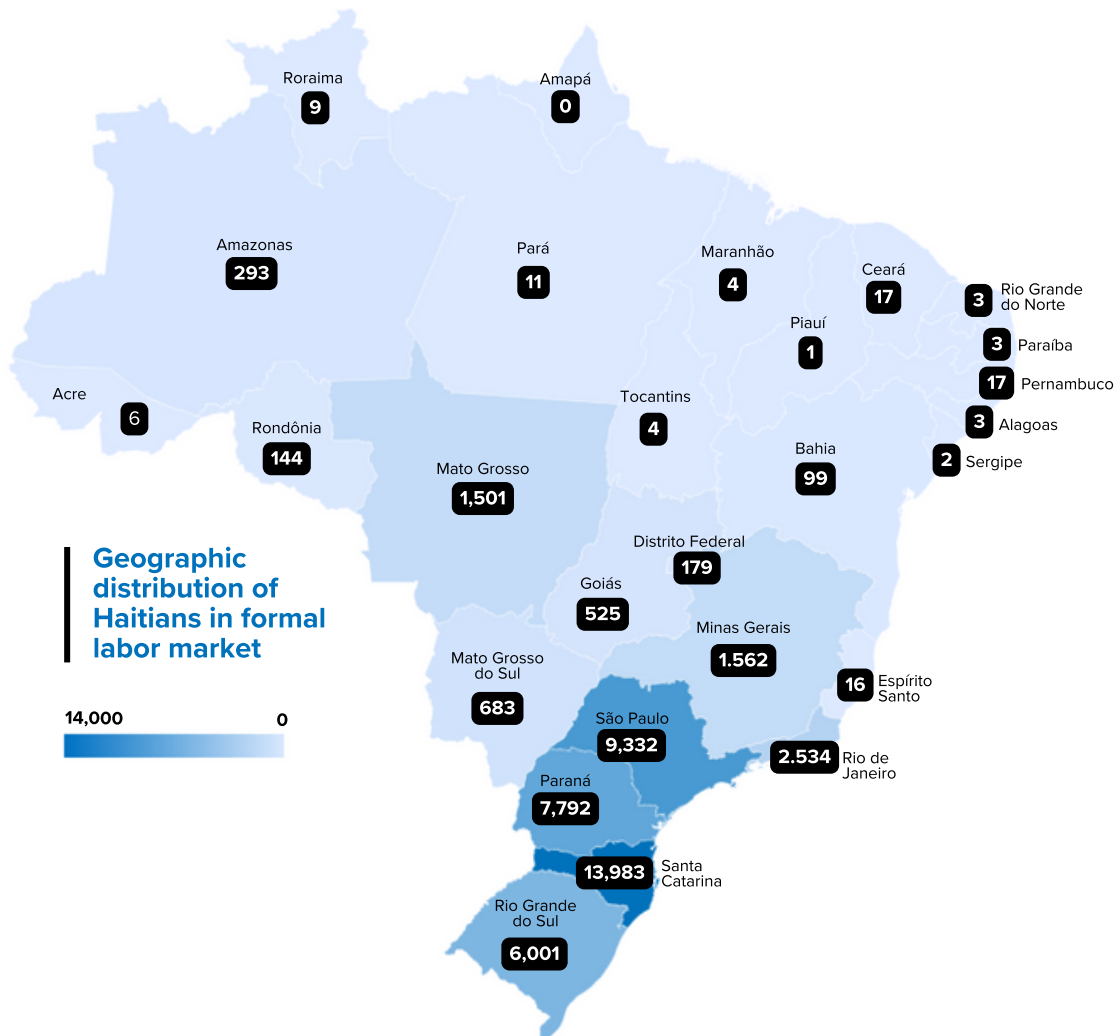 Roraima
9
Amapá
0
Amazonas
293
Pará
11
Maranhão
4
Ceará
17
Rio Grande
do Norte
3
Piauí
1
3
Paraíba
17
Pernambuco
Acre
6
Rondônia
144
Tocantins
4
3
Alagoas
Bahia
99
2
Sergipe
Mato Grosso
1,501
Distrito Federal
179
Geographic
distribution of
Haitians in formal
labor market
Goiás
525
Minas Gerais
1.562
Mato Grosso
do Sul
683
16
Espírito
Santo
14,000
0
São Paulo
9,332
2.534
Rio de
Janeiro
Paraná
7,792
13,983
Santa
Catarina
Rio Grande
do Sul
6,001